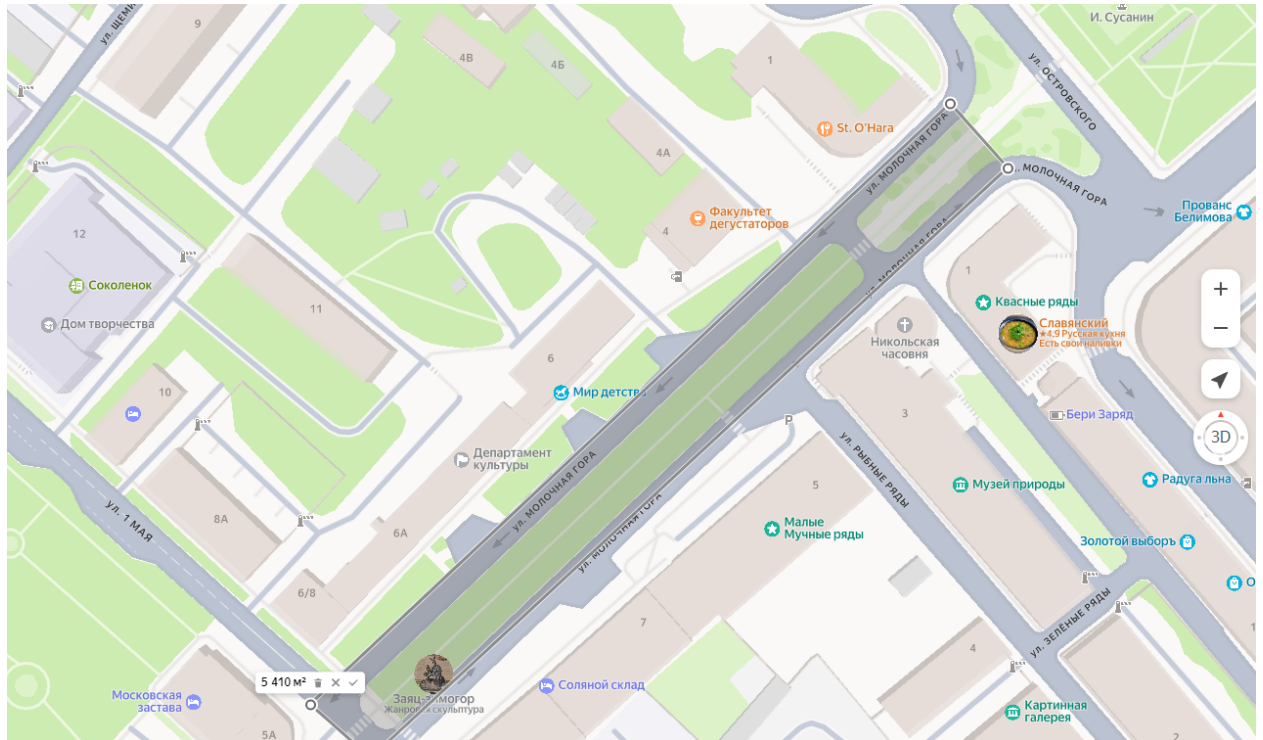 И. Сусанин
ул. ЩЕМИ
9
4В
4Б
1
ул. ОСТРОВСКОГО
St. O'Hara
ул. МОЛОЧНАЯ ГОРА
4А
МОЛОЧНАЯ ГОРА
Прованс
Белимова
12
Факультет
дегустаторов
4
ул. МОЛОЧНАЯ ГОРА
1
Соколенок
11
Квасные ряды
Дом творчества
Славянский
★4,9 Русская кухня
Есть свои наливки
Никольская
часовня
6
10
Мир детства
3
P
Бери Заряд
3D
Департамент
культуры
ул. МОЛОЧНАЯ ГОРА
ул. РЫБНЫЕ РЯДЫ
5
Музей природы
Радуга льна
ул. 1 МАЯ
8А
6А
Малые
Мучные ряды
ул. МОЛОЧНАЯ ГОРА
Золотой выборъ
О
6/8
7
ул. ЗЕЛЁНЫЕ РЯДЫ
1
4
5 410 м²
Московская
застава
Заяц-зимогор
Жанровая скульптура
Соляной склад
Картинная
галерея
5А
2